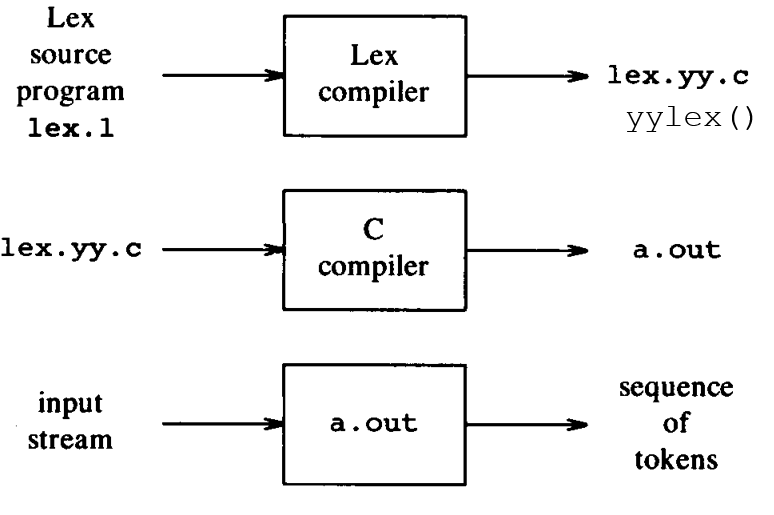 Lex
source
program
lex.l
Lex
compiler
lex.yy.c
yylex()
lex.yy.c
C
compiler
a.out
input
stream
a.out
sequence
of
tokens